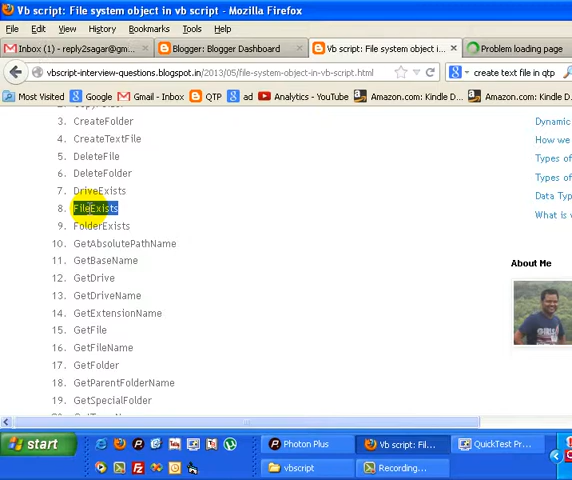 Vb script: File system object in vb script - Mozilla Firefox
File Edit View History Bookmarks Tools Help
Inbox (1) - reply2sagar@gm... Blogger: Blogger Dashboard Vb script: File system object i... Problem loading page
vbscript-interview-questions.blogspot.in/2013/05/file-system-object-in-vb-script.html create text file in qtp
Most Visited Google Gmail - Inbox QTP ad Analytics - YouTube Amazon.com: Kindle D... Amazon.com: Kindle D...
3. CreateFolder
4. CreateTextFile
5. DeleteFile
6. DeleteFolder
7. DriveExists
8. FileExists
9. FolderExists
10. GetAbsolutePathName
11. GetBaseName
12. GetDrive
13. GetDriveName
14. GetExtensionName
15. GetFile
16. GetFileName
17. GetFolder
18. GetParentFolderName
19. GetSpecialFolder
Dynamic
How we
Types of
Types of
Data Typ
What is v
About Me
start Photon Plus Vb script: Fil... QuickTest Pr...
vbscript Recording...